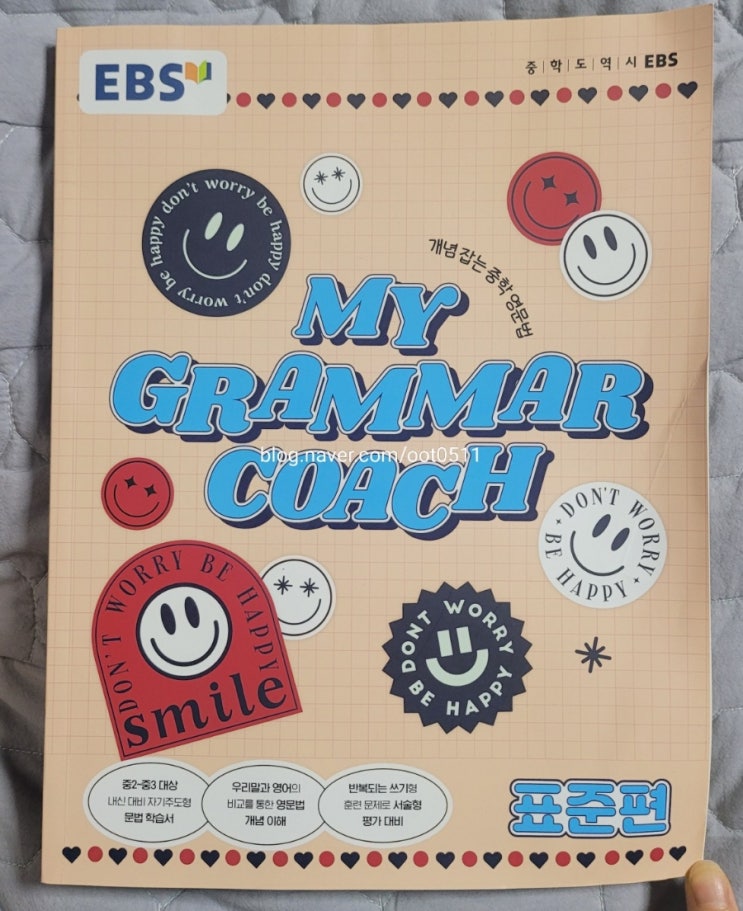 EBS
중학도역시 EBS
happy don't worry be happy don't worry be
개념 잡는 중학 영문법
MY
GRAMMAR
COACH
blog.naver.com/oot0511
DON'T WORRY
BE HAPPY
DON'T WORRY BE HAPPY
smile
DONT WORRY
BE HAPPY
중2-중3 대상
내신 대비 자기주도형
문법 학습서
우리말과 영어의
비교를 통한 영문법
개념 이해
반복되는 쓰기형
훈련 문제로 서술형
평가 대비
표준편